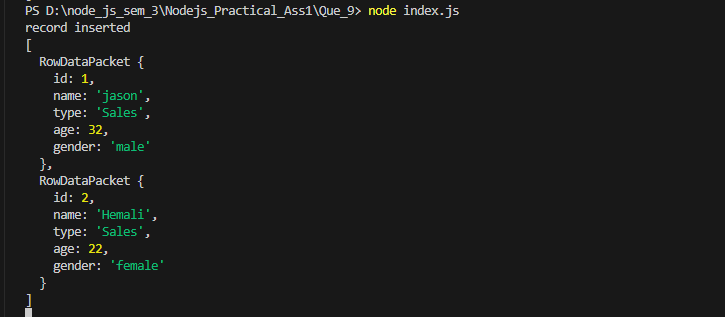 PS D:\node_js_sem_3\Nodejs_Practical_Ass1\Que_9> node index.js
record inserted
[
  RowDataPacket {
    id: 1,
    name: 'jason',
    type: 'Sales',
    age: 32,
    gender: 'male'
  },
  RowDataPacket {
    id: 2,
    name: 'Hemali',
    type: 'Sales',
    age: 22,
    gender: 'female'
  }
]